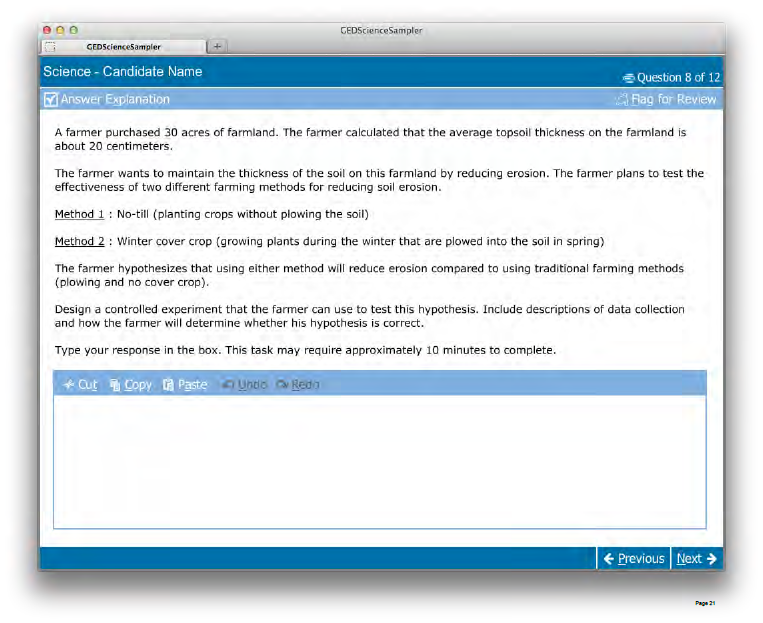 GEDScienceSampler
GEDScienceSampler
+
Science - Candidate Name
Question 8 of 12
Answer Explanation
Flag for Review
A farmer purchased 30 acres of farmland. The farmer calculated that the average topsoil thickness on the farmland is
about 20 centimeters.
The farmer wants to maintain the thickness of the soil on this farmland by reducing erosion. The farmer plans to test the
effectiveness of two different farming methods for reducing soil erosion.
Method 1 : No-till (planting crops without plowing the soil)
Method 2 : Winter cover crop (growing plants during the winter that are plowed into the soil in spring)
The farmer hypothesizes that using either method will reduce erosion compared to using traditional farming methods
(plowing and no cover crop).
Design a controlled experiment that the farmer can use to test this hypothesis. Include descriptions of data collection
and how the farmer will determine whether his hypothesis is correct.
Type your response in the box. This task may require approximately 10 minutes to complete.
Cut Copy Paste Undo Redo
Previous Next
Page 21